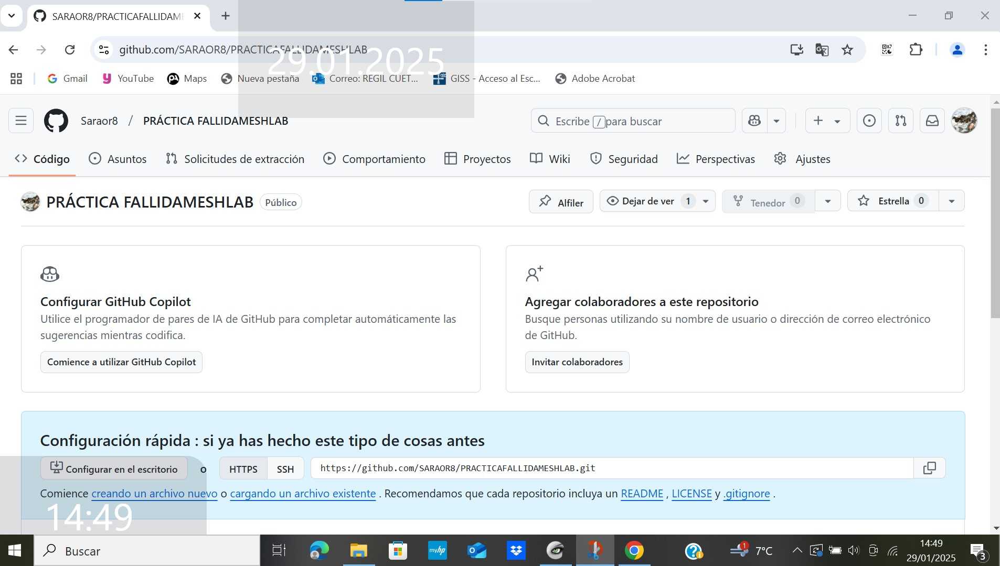 SARAOR8/PRACTICAFALLIDAME
github.com/SARAOR8/PRACTICAFALLIDAMESHLAB
29.01.2025
Gmail
YouTube
Maps
Nueva pestaña
Correo: REGIL CUET...
GISS - Acceso al Esc...
Adobe Acrobat
Saraor8 / PRÁCTICA FALLIDAMESHLAB
Escribe / para buscar
Código
Asuntos
Solicitudes de extracción
Comportamiento
Proyectos
Wiki
Seguridad
Perspectivas
Ajustes
PRÁCTICA FALLIDAMESHLAB
Público
Alfiler
Dejar de ver 1
Tenedor 0
Estrella 0
Configurar GitHub Copilot
Utilice el programador de pares de IA de GitHub para completar automáticamente las
sugerencias mientras codifica.
Comience a utilizar GitHub Copilot
Agregar colaboradores a este repositorio
Busque personas utilizando su nombre de usuario o dirección de correo electrónico
de GitHub.
Invitar colaboradores
Configuración rápida : si ya has hecho este tipo de cosas antes
Configurar en el escritorio o HTTPS SSH https://github.com/SARAOR8/PRACTICAFALLIDAMESHLAB.git
Comience creando un archivo nuevo o cargando un archivo existente . Recomendamos que cada repositorio incluya un README , LICENSE y .gitignore .
14:49
Buscar
myhp
1
7°C
14:49
29/01/2025
3